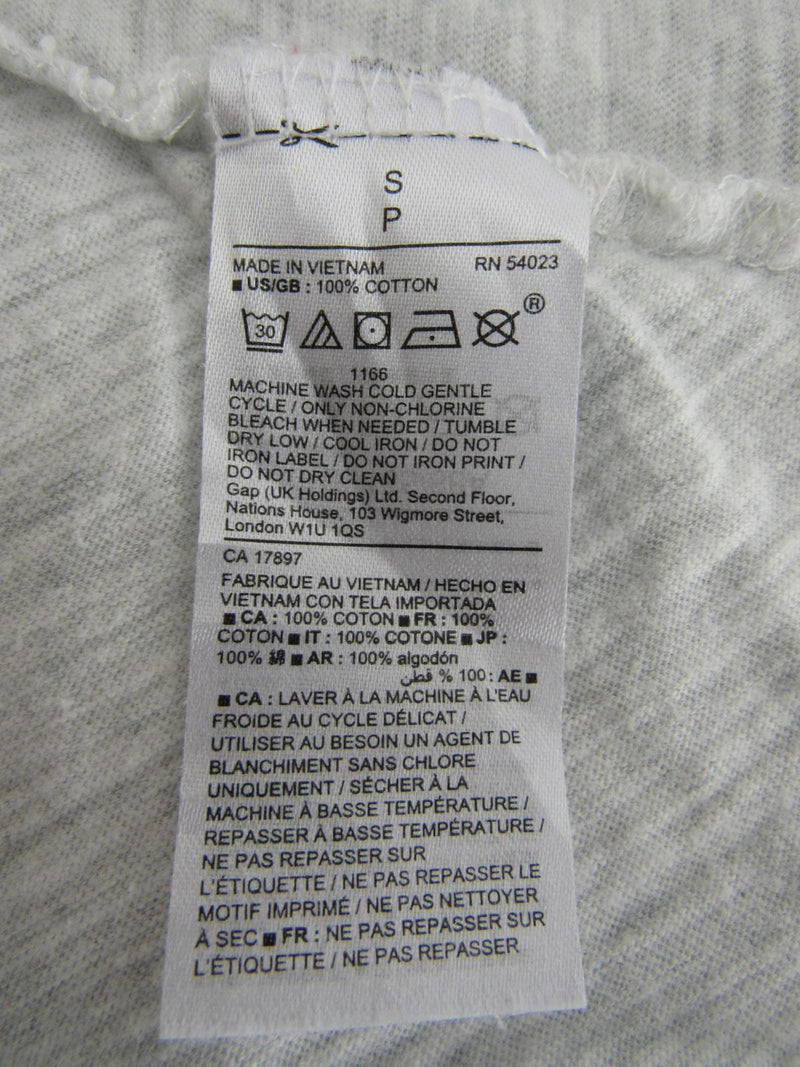 S
P
MADE IN VIETNAM RN 54023
■ US/GB : 100% COTTON
30 ®
1166
MACHINE WASH COLD GENTLE
CYCLE / ONLY NON-CHLORINE
BLEACH WHEN NEEDED / TUMBLE
DRY LOW / COOL IRON / DO NOT
IRON LABEL / DO NOT IRON PRINT /
DO NOT DRY CLEAN
Gap (UK Holdings) Ltd. Second Floor,
Nations House, 103 Wigmore Street,
London W1U 1QS
CA 17897
FABRIQUE AU VIETNAM / HECHO EN
VIETNAM CON TELA IMPORTADA
■ CA : 100% COTON ■ FR : 100%
COTON ■ IT : 100% COTONE ■ JP :
100% 綿 ■ AR : 100% algodón
■ AE : 100 % قطن
■ CA : LAVER À LA MACHINE À L'EAU
FROIDE AU CYCLE DÉLICAT /
UTILISER AU BESOIN UN AGENT DE
BLANCHIMENT SANS CHLORE
UNIQUEMENT / SÉCHER À LA
MACHINE À BASSE TEMPÉRATURE /
REPASSER À BASSE TEMPÉRATURE /
NE PAS REPASSER SUR
L'ÉTIQUETTE / NE PAS REPASSER LE
MOTIF IMPRIMÉ / NE PAS NETTOYER
À SEC ■ FR : NE PAS REPASSER SUR
L'ÉTIQUETTE / NE PAS REPASSER